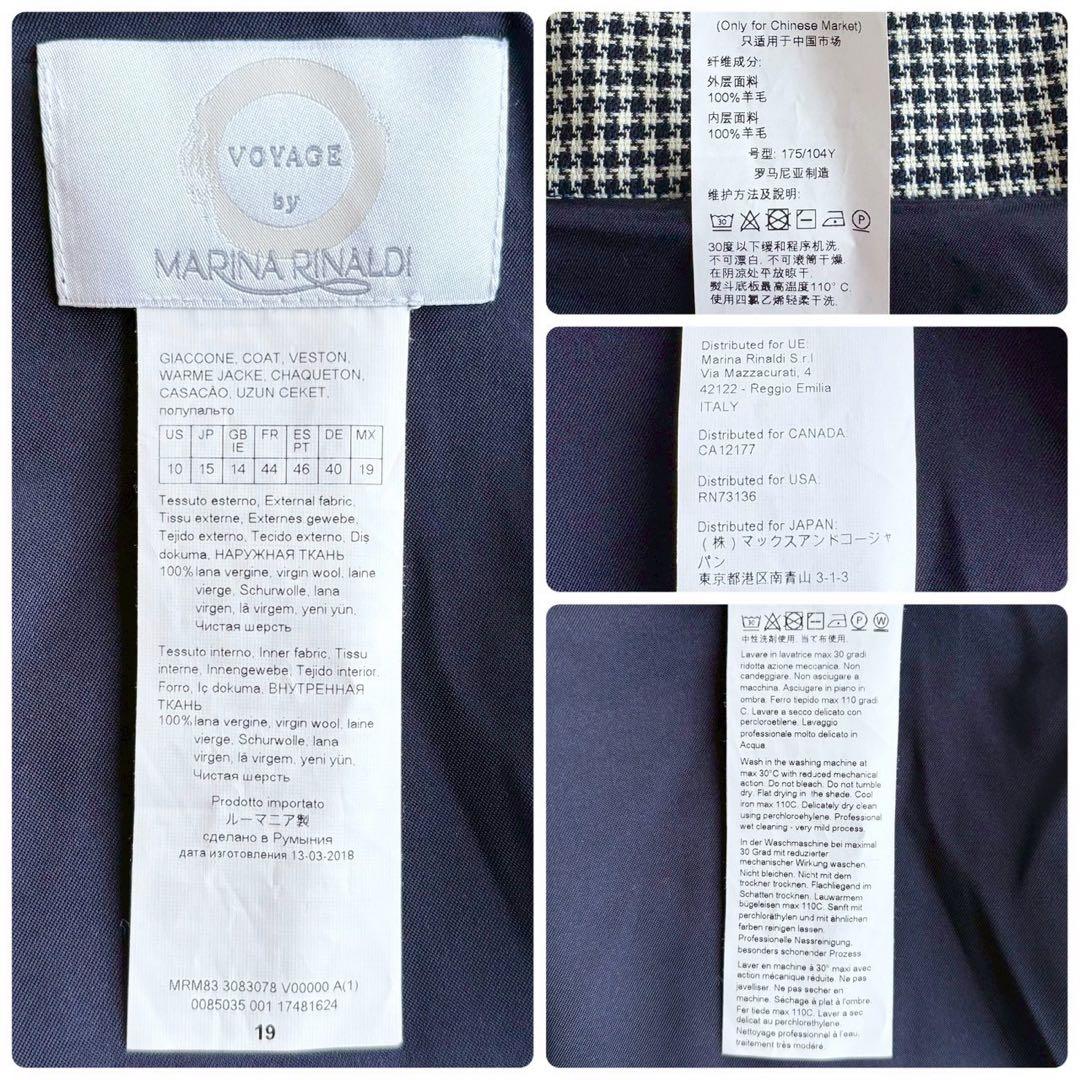 VOYAGE
by
MARINA RINALDI
GIACCONE, COAT, VESTON,
WARME JACKE, CHAQUETON,
CASACÀO, UZUN CEKET,
полупальто
US JP GB IE FR ES PT DE MX
10 15 14 44 46 40 19
Tessuto esterno, External fabric,
Tissu externe, Externes gewebe,
Tejido externo, Tecido externo, Dis
dokuma, НАРУЖНАЯ ТКАНЬ
100% lana vergine, virgin wool, laine
vierge, Schurwolle, lana
virgen, lã virgem, yeni yün,
Чистая шерсть
Tessuto interno, Inner fabric, Tissu
interne, Innengewebe, Tejido interior,
Forro, Iç dokuma, ВНУТРЕННАЯ
ТКАНЬ
100% lana vergine, virgin wool, laine
vierge, Schurwolle, lana
virgen, lã virgem, yeni yün,
Чистая шерсть
Prodotto importato
ルーマニア製
сделано в Румыния
дата изготовления 13-03-2018
MRM83 3083078 V00000 A(1)
0085035 001 17481624
19
(Only for Chinese Market)
只适用于中国市场
纤维成分:
外层面料
100%羊毛
内层面料
100%羊毛
号型: 175/104Y
罗马尼亚制造
维护方法及說明:
30 P
30度以下缓和程序机洗.
不可漂白. 不可滚筒干燥.
在阴凉处平放晾干.
熨斗底板最高温度110° C.
使用四氯乙烯轻柔干洗.
Distributed for UE:
Marina Rinaldi S.r.l
Via Mazzacurati, 4
42122 - Reggio Emilia
ITALY
Distributed for CANADA:
CA12177
Distributed for USA:
RN73136
Distributed for JAPAN:
(株)マックスアンドコージャ
パン
東京都港区南青山 3-1-3
30 P W
中性洗剤使用. 当て布使用.
Lavare in lavatrice max 30 gradi
ridotta azione meccanica. Non
candeggiare. Non asciugare a
macchina. Asciugare in piano in
ombra. Ferro tiepido max 110 gradi
C. Lavare a secco delicato con
percloroetilene. Lavaggio
professionale molto delicato in
Acqua.
Wash in the washing machine at
max 30°C with reduced mechanical
action. Do not bleach. Do not tumble
dry. Flat drying in the shade. Cool
iron max 110C. Delicately dry clean
using perchloroehylene. Professional
wet cleaning - very mild process.
In der Waschmaschine bei maximal
30 Grad mit reduzierter
mechanischer Wirkung waschen.
Nicht bleichen. Nicht mit dem
trockner trocknen. Flachliegend im
Schatten trocknen. Lauwarmem
bügeleisen max 110C. Sanft mit
perchloräthylen und mit ähnlichen
farben reinigen lassen.
Professionelle Nassreinigung,
besonders schonender Prozess.
Laver en machine à 30° maxi avec
action mécanique réduite. Ne pas
javelliser. Ne pas secher en
machine. Séchage à plat à l'ombre.
Fer tiede max 110C. Laver a sec
delicat au perchlorethylene.
Nettoyage professionnel à l'eau,
traitement très modéré.